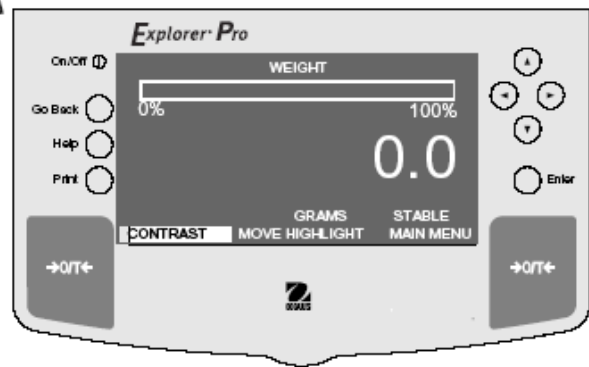 Explorer Pro
On/Off
WEIGHT
Go Back
0% 100%
Help
0.0
Print
Enter
GRAMS STABLE
CONTRAST MOVE HIGHLIGHT MAIN MENU
→0/T← →0/T←
OHAUS